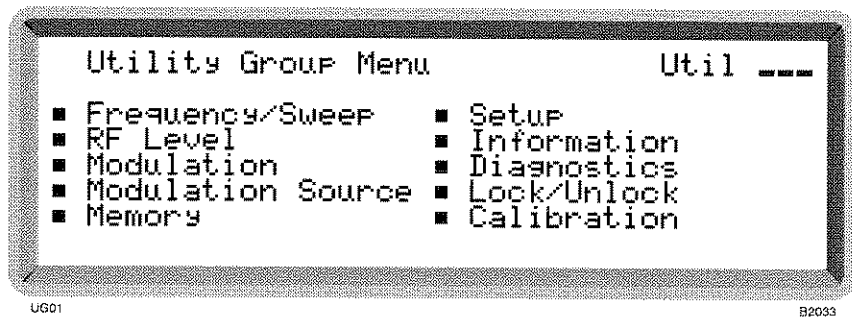 Utility Group Menu Util ___
■ Frequency/Sweep ■ Setup
■ RF Level ■ Information
■ Modulation ■ Diagnostics
■ Modulation Source ■ Lock/Unlock
■ Memory ■ Calibration
UG01 B2033